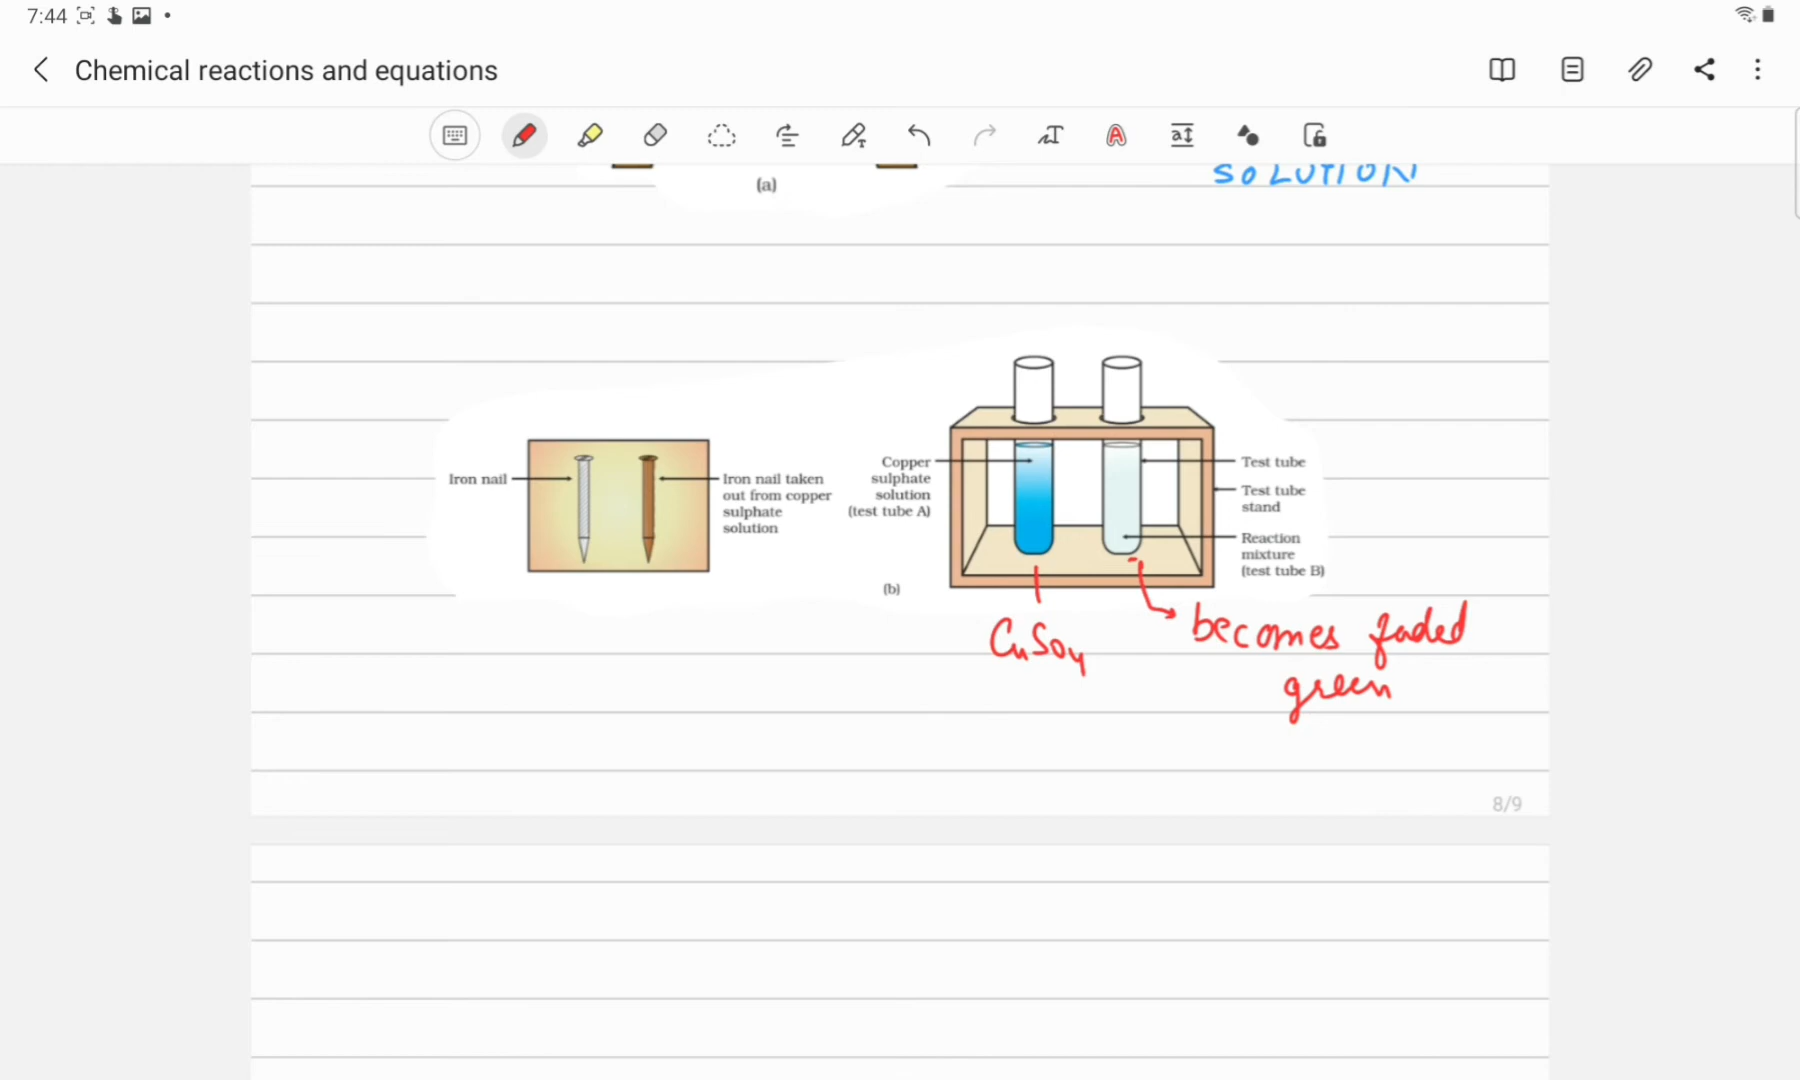 7:44
Chemical reactions and equations
SOLUTION
(a)
Iron nail
Iron nail taken
out from copper
sulphate
solution
Copper
sulphate
solution
(test tube A)
Test tube
Test tube
stand
Reaction
mixture
(test tube B)
(b)
CuSO4
becomes faded
green
8/9